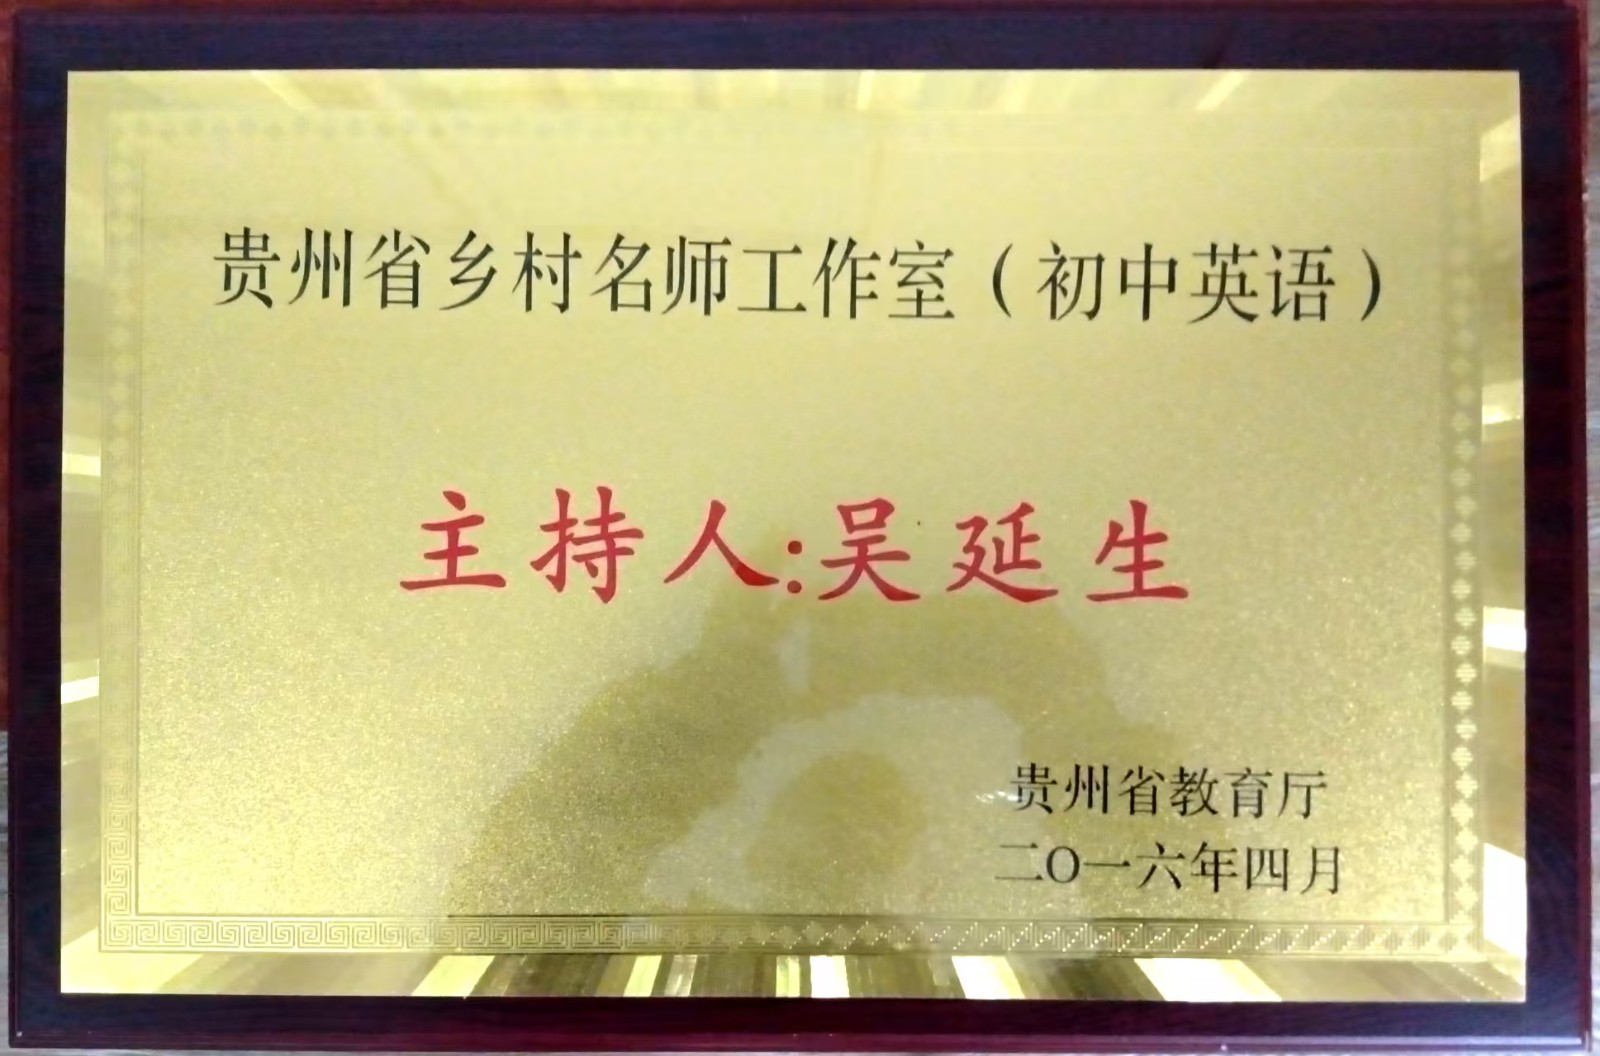 贵州省乡村名师工作室（初中英语）
主持人:吴延生
贵州省教育厅
二O一六年四月